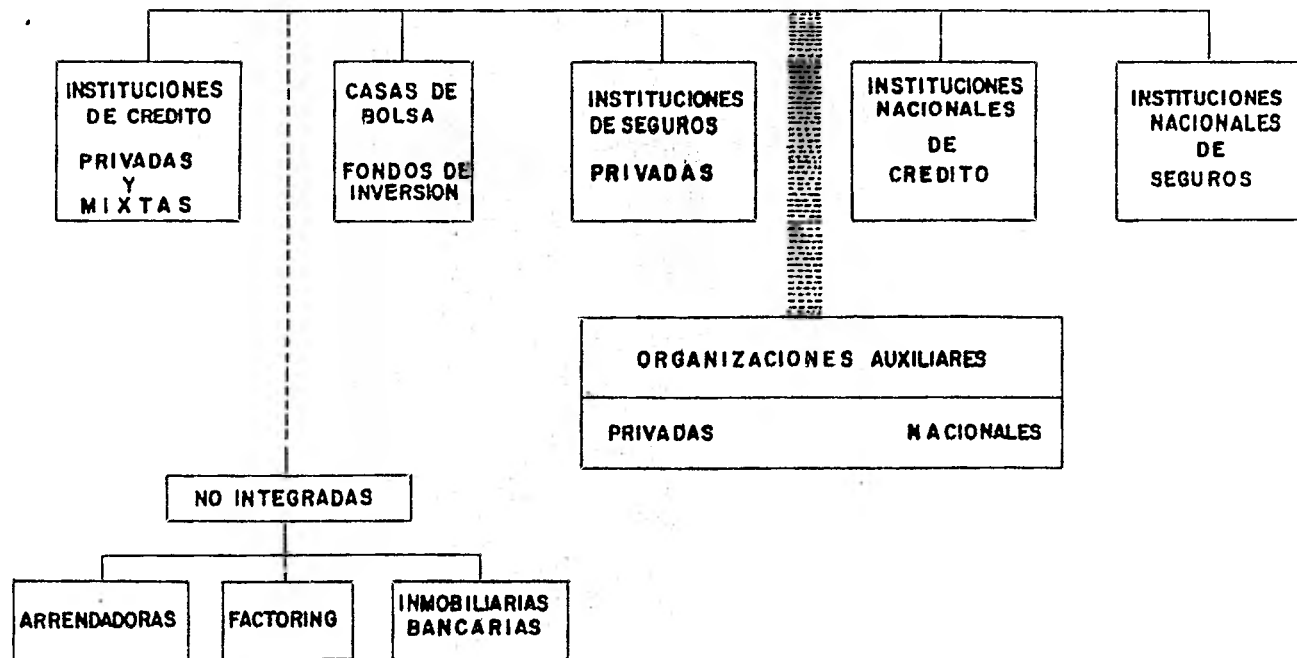 INSTITUCIONES
DE CREDITO
PRIVADAS
Y
MIXTAS
CASAS DE
BOLSA
FONDOS DE
INVERSION
INSTITUCIONES
DE SEGUROS
PRIVADAS
INSTITUCIONES
NACIONALES
DE
CREDITO
INSTITUCIONES
NACIONALES
DE
SEGUROS
ORGANIZACIONES AUXILIARES
PRIVADAS NACIONALES
NO INTEGRADAS
ARRENDADORAS
FACTORING
INMOBILIARIAS
BANCARIAS